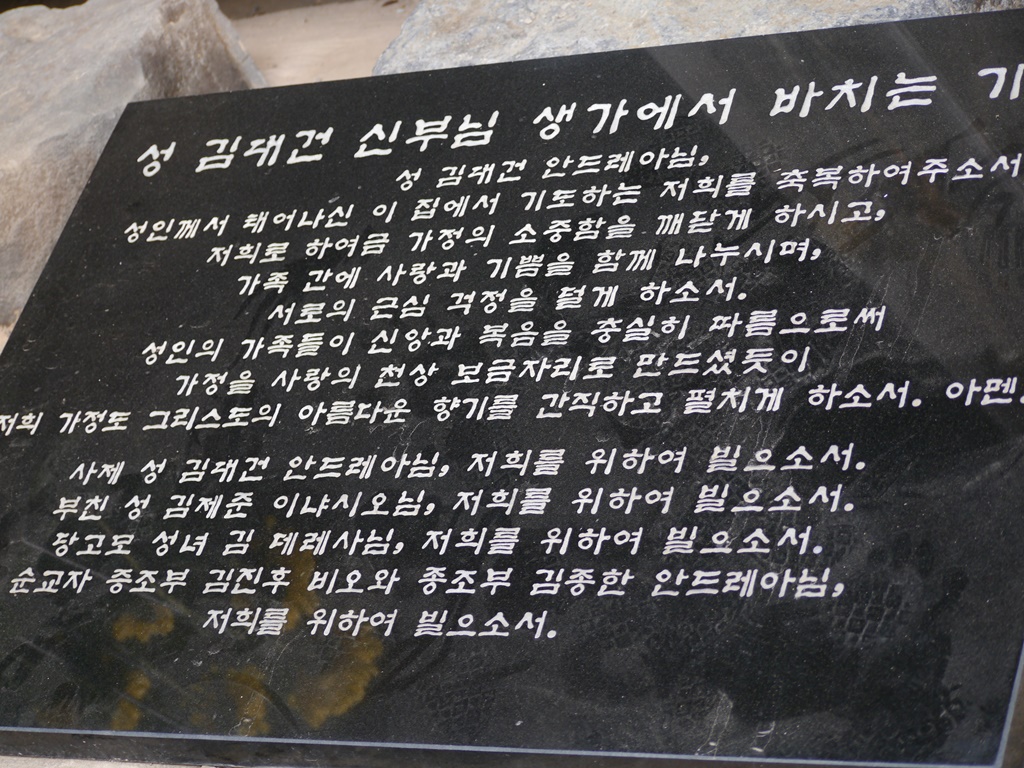 성 김대건 신부님 생가에서 바치는 기
성 김대건 안드레아님,
성인께서 태어나신 이 집에서 기도하는 저희를 축복하여주소서
저희로 하여금 가정의 소중함을 깨닫게 하시고,
가족 간에 사랑과 기쁨을 함께 나누시며,
서로의 근심 걱정을 덜게 하소서.
성인의 가족들이 신앙과 복음을 충실히 따름으로써
가정을 사랑의 천상 보금자리로 만드셨듯이
저희 가정도 그리스도의 아름다운 향기를 간직하고 펼치게 하소서. 아멘.
사제 성 김대건 안드레아님, 저희를 위하여 빌으소서.
부친 성 김제준 이냐시오님, 저희를 위하여 빌으소서.
당고모 성녀 김 데레사님, 저희를 위하여 빌으소서.
순교자 증조부 김진후 비오와 종조부 김종한 안드레아님,
저희를 위하여 빌으소서.